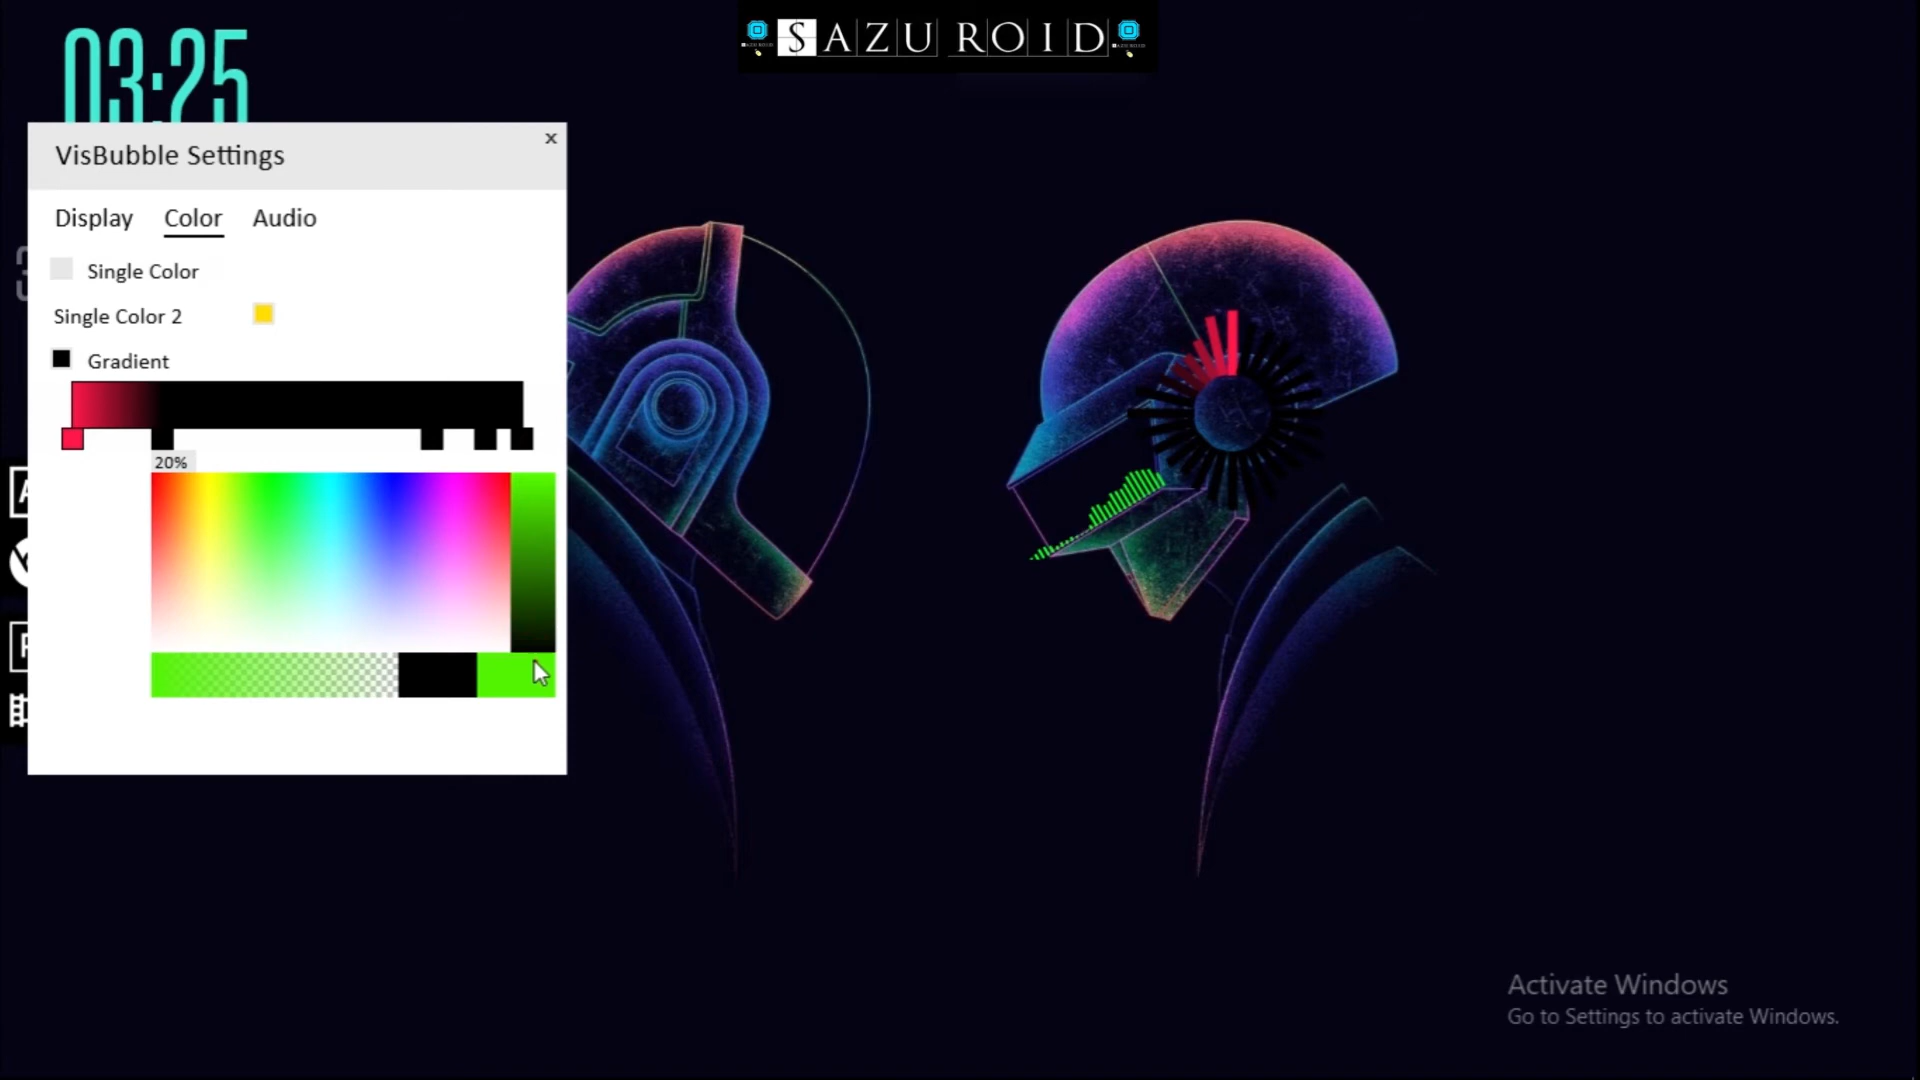 SAZU ROID
03:25
VisBubble Settings
x
Display Color Audio
Single Color
Single Color 2
Gradient
20%
Activate Windows
Go to Settings to activate Windows.